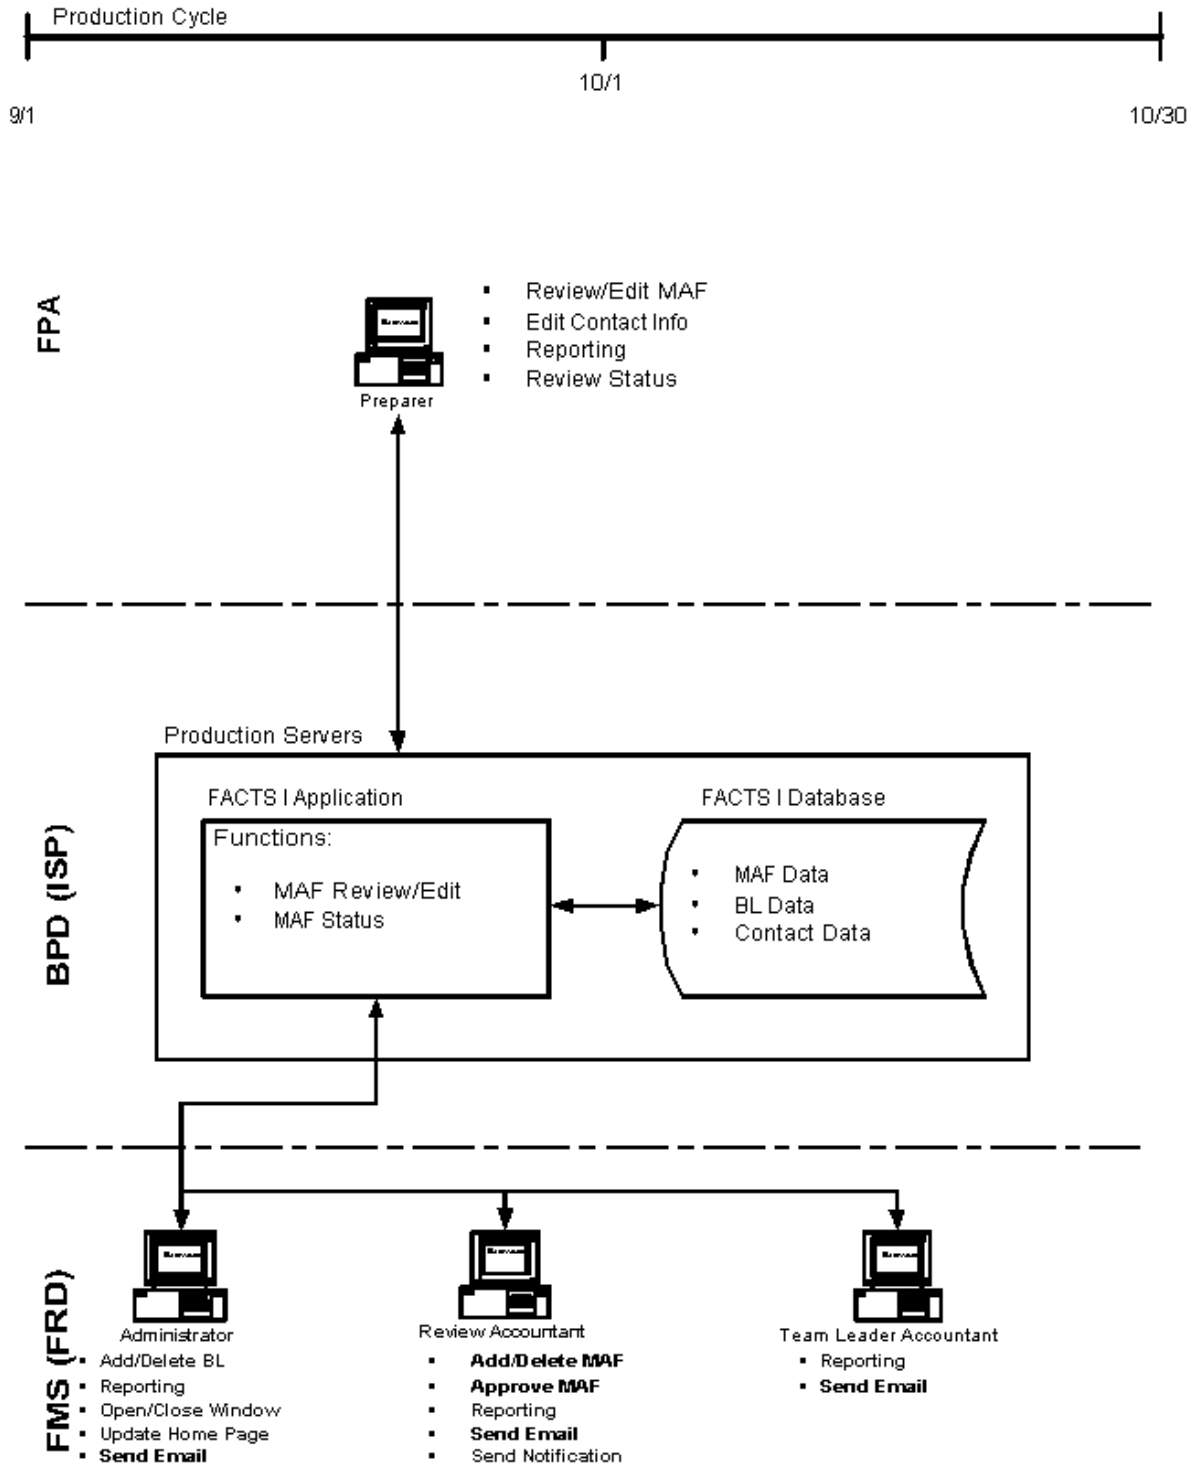 Production Cycle
10/1
9/1
10/30
FPA
Review/Edit MAF
Edit Contact Info
Reporting
Review Status
Preparer
Production Servers
BPD (ISP)
FACTS I Application
Functions:
MAF Review/Edit
MAF Status
FACTS I Database
MAF Data
BL Data
Contact Data
FMS (FRD)
Administrator
Add/Delete BL
Reporting
Open/Close Window
Update Home Page
Send Email
Review Accountant
Add/Delete MAF
Approve MAF
Reporting
Send Email
Send Notification
Team Leader Accountant
Reporting
Send Email